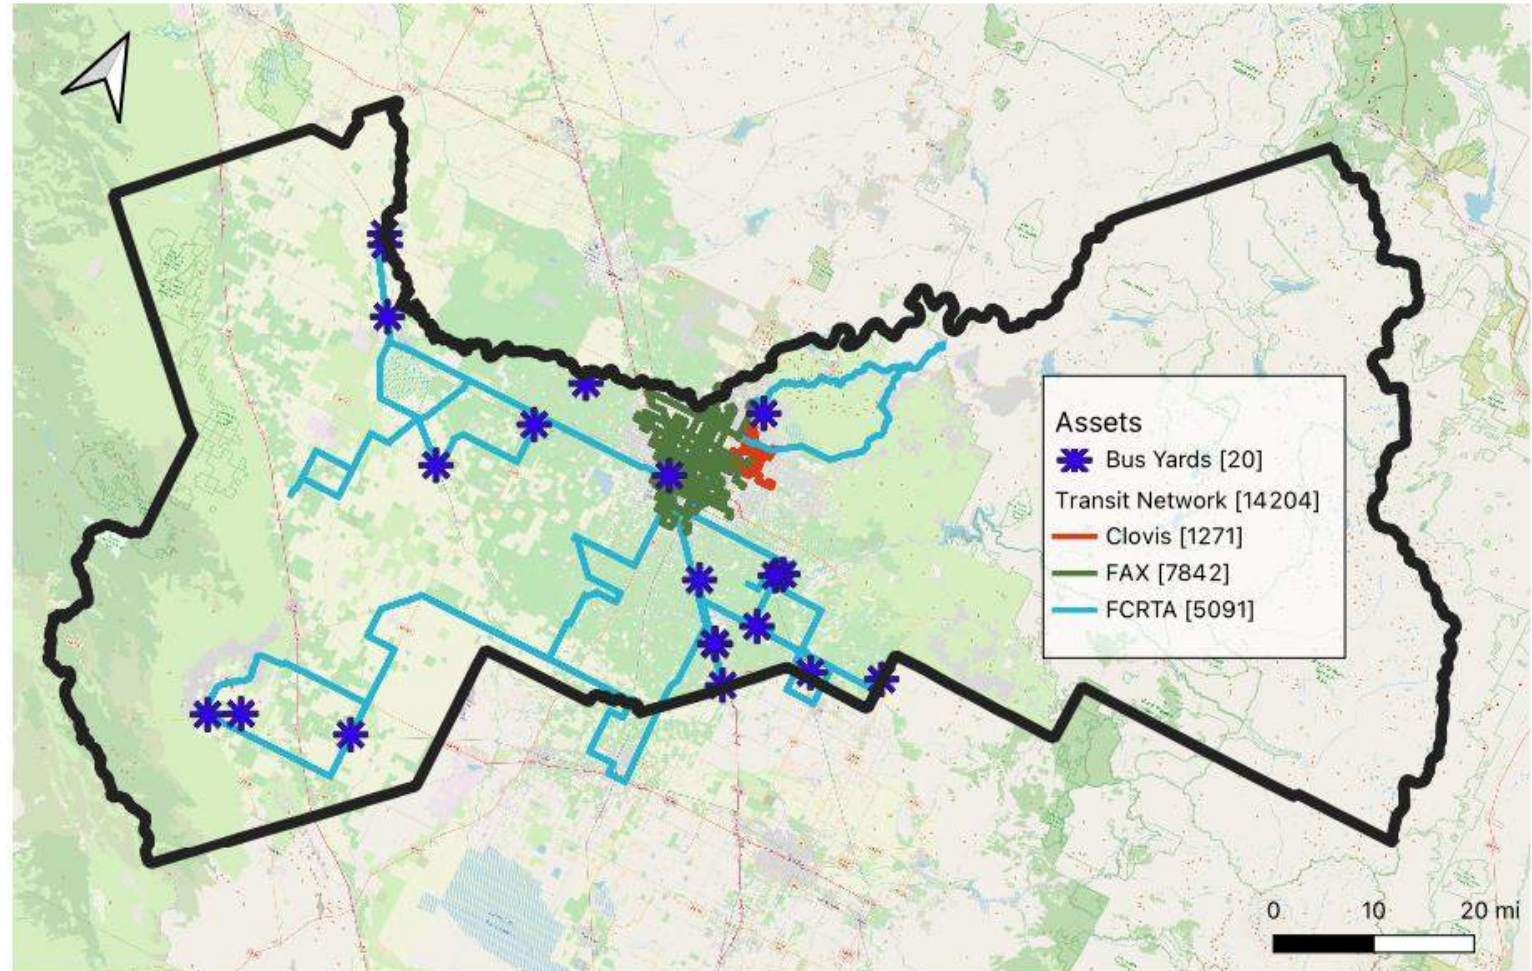 Assets
Bus Yards [20]
Transit Network [14204]
Clovis [1271]
FAX [7842]
FCRTA [5091]
0 10 20 mi